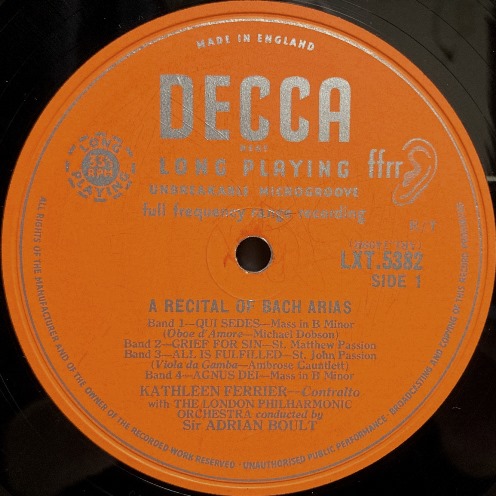 MADE IN ENGLAND
DECCA
LONG PLAYING
33⅓
RPM
LONG PLAYING
ffrr
UNBREAKABLE MICROGROOVE
full frequency range recording
LXT.5382
SIDE 1
A RECITAL OF BACH ARIAS
Band 1—QUI SEDES—Mass in B Minor
(Oboe d'Amore—Michael Dobson)
Band 2—GRIEF FOR SIN—St. Matthew Passion
Band 3—ALL IS FULFILLED—St. John Passion
(Viola da Gamba—Ambrose Gauntlett)
Band 4—AGNUS DEI—Mass in B Minor
KATHLEEN FERRIER—Contralto
with THE LONDON PHILHARMONIC
ORCHESTRA conducted by
Sir ADRIAN BOULT
ALL RIGHTS OF THE MANUFACTURER AND OF THE OWNER OF THE RECORDED WORK RESERVED · UNAUTHORISED PUBLIC PERFORMANCE · BROADCASTING AND COPYING OF THIS RECORD PROHIBITED